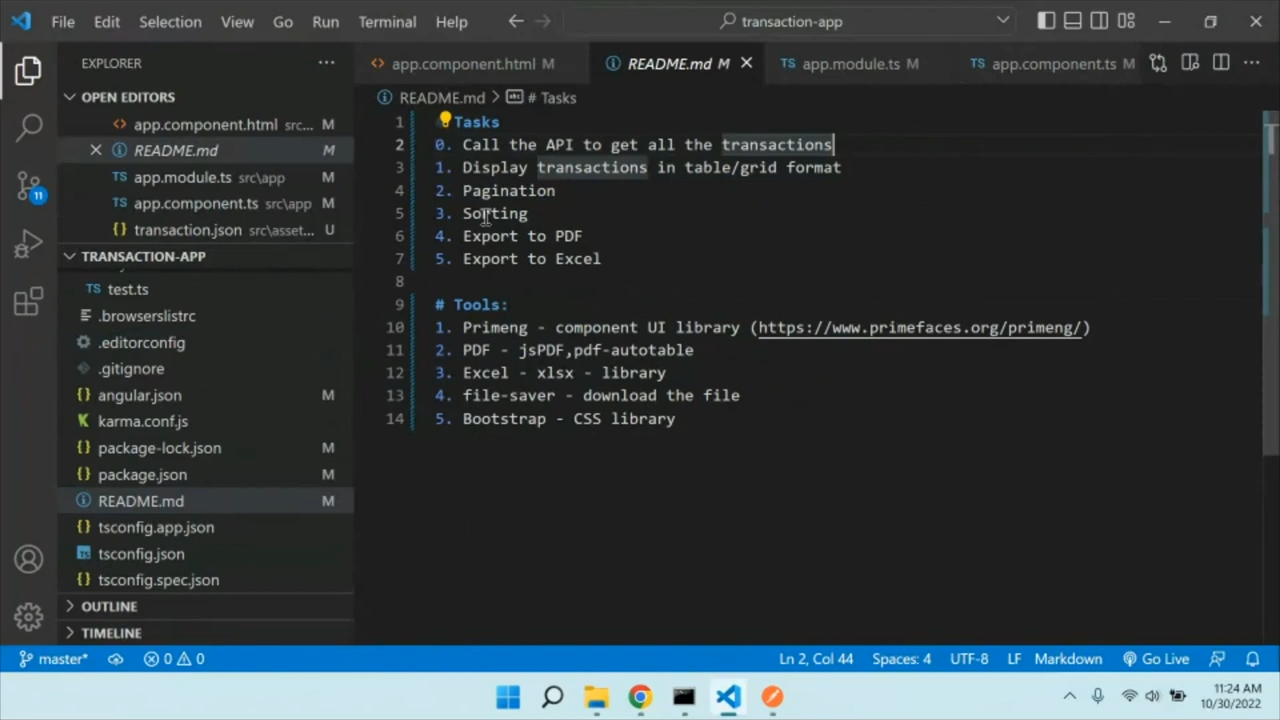 File Edit Selection View Go Run Terminal Help transaction-app
EXPLORER
OPEN EDITORS
app.component.html src... M
README.md M
app.module.ts src\app M
app.component.ts src\app M
transaction.json src\asset... U
TRANSACTION-APP
test.ts
.browserslistrc
.editorconfig
.gitignore
angular.json M
karma.conf.js
package-lock.json M
package.json M
README.md M
tsconfig.app.json
tsconfig.json
tsconfig.spec.json
OUTLINE
TIMELINE
11
app.component.html M README.md M app.module.ts M app.component.ts M
README.md > # Tasks
1 Tasks
2 0. Call the API to get all the transactions
3 1. Display transactions in table/grid format
4 2. Pagination
5 3. Sorting
6 4. Export to PDF
7 5. Export to Excel
8
9 # Tools:
10 1. Primeng - component UI library (https://www.primefaces.org/primeng/)
11 2. PDF - jsPDF,pdf-autotable
12 3. Excel - xlsx - library
13 4. file-saver - download the file
14 5. Bootstrap - CSS library
master* 0 0 Ln 2, Col 44 Spaces: 4 UTF-8 LF Markdown Go Live
11:24 AM
10/30/2022